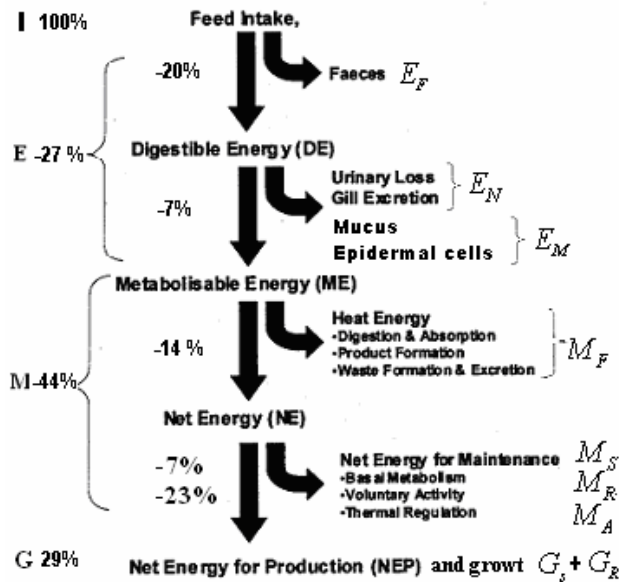 I 100% Feed Intake,
-20%
Faeces E_F
E -27 %
Digestible Energy (DE)
-7%
Urinary Loss
Gill Excretion E_N
Mucus
Epidermal cells E_M
Metabolisable Energy (ME)
-14 %
Heat Energy
-Digestion & Absorption
-Product Formation
-Waste Formation & Excretion
M_F
M-44%
Net Energy (NE)
-7%
-23%
Net Energy for Maintenance M_S
-Basal Metabolism M_R
-Voluntary Activity
-Thermal Regulation M_A
G 29% Net Energy for Production (NEP) and growt G_s + G_R